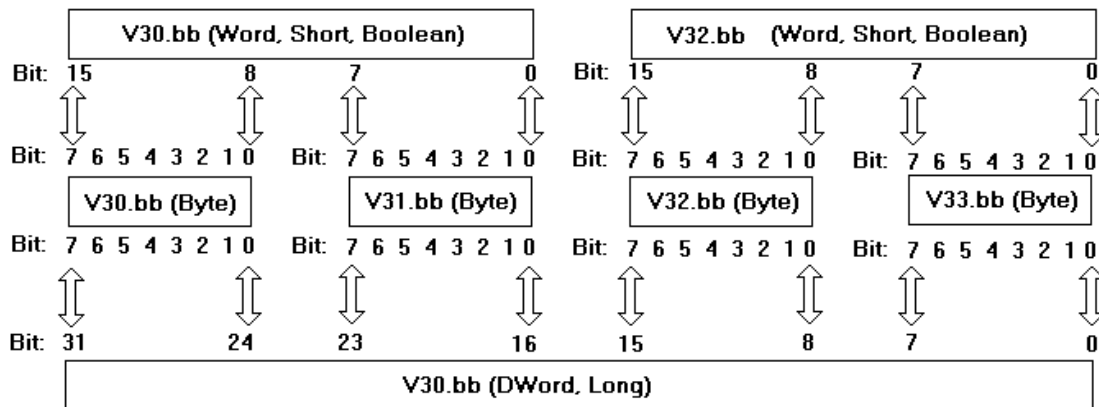 V30.bb (Word, Short, Boolean) V32.bb (Word, Short, Boolean)
Bit: 15 8 7 0 Bit: 15 8 7 0
Bit: 7 6 5 4 3 2 1 0 Bit: 7 6 5 4 3 2 1 0 Bit: 7 6 5 4 3 2 1 0 Bit: 7 6 5 4 3 2 1 0
V30.bb (Byte) V31.bb (Byte) V32.bb (Byte) V33.bb (Byte)
Bit: 7 6 5 4 3 2 1 0 Bit: 7 6 5 4 3 2 1 0 Bit: 7 6 5 4 3 2 1 0 Bit: 7 6 5 4 3 2 1 0
Bit: 31 24 23 16 15 8 7 0
V30.bb (DWord, Long)